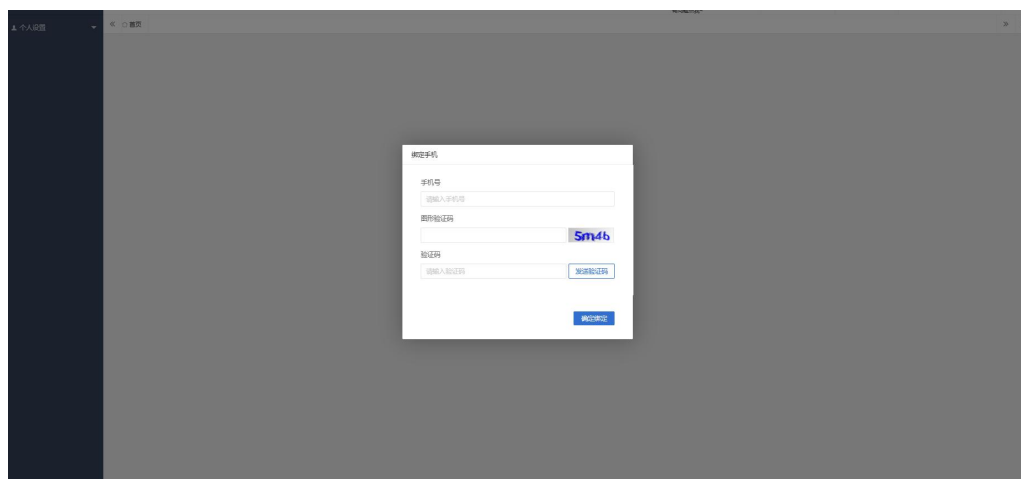 个人设置
首页
绑定手机
手机号
请输入手机号
图形验证码
5m4b
验证码
请输入验证码
发送验证码
确定绑定